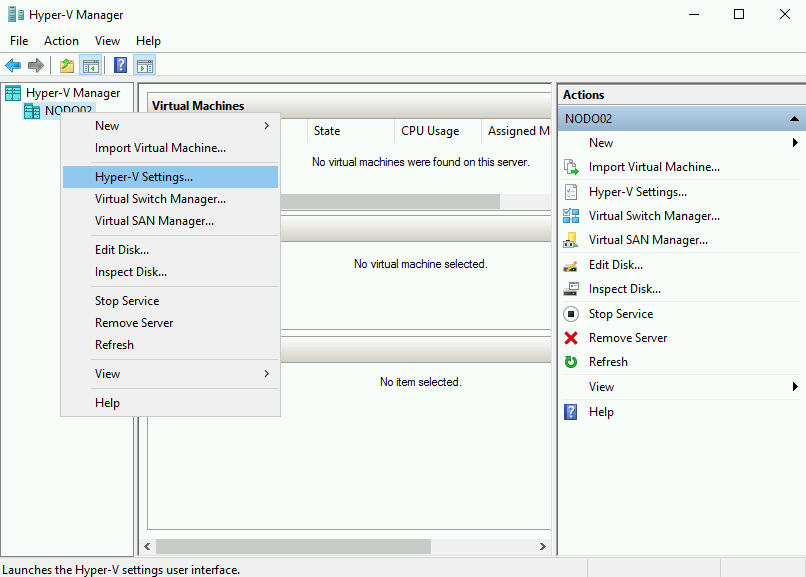 Hyper-V Manager
File Action View Help
Hyper-V Manager
NODO02
New
Import Virtual Machine...
Hyper-V Settings...
Virtual Switch Manager...
Virtual SAN Manager...
Edit Disk...
Inspect Disk...
Stop Service
Remove Server
Refresh
View
Help
Virtual Machines
State CPU Usage Assigned M
No virtual machines were found on this server.
No virtual machine selected.
No item selected.
Actions
NODO02
New
Import Virtual Machine...
Hyper-V Settings...
Virtual Switch Manager...
Virtual SAN Manager...
Edit Disk...
Inspect Disk...
Stop Service
Remove Server
Refresh
View
Help
Launches the Hyper-V settings user interface.